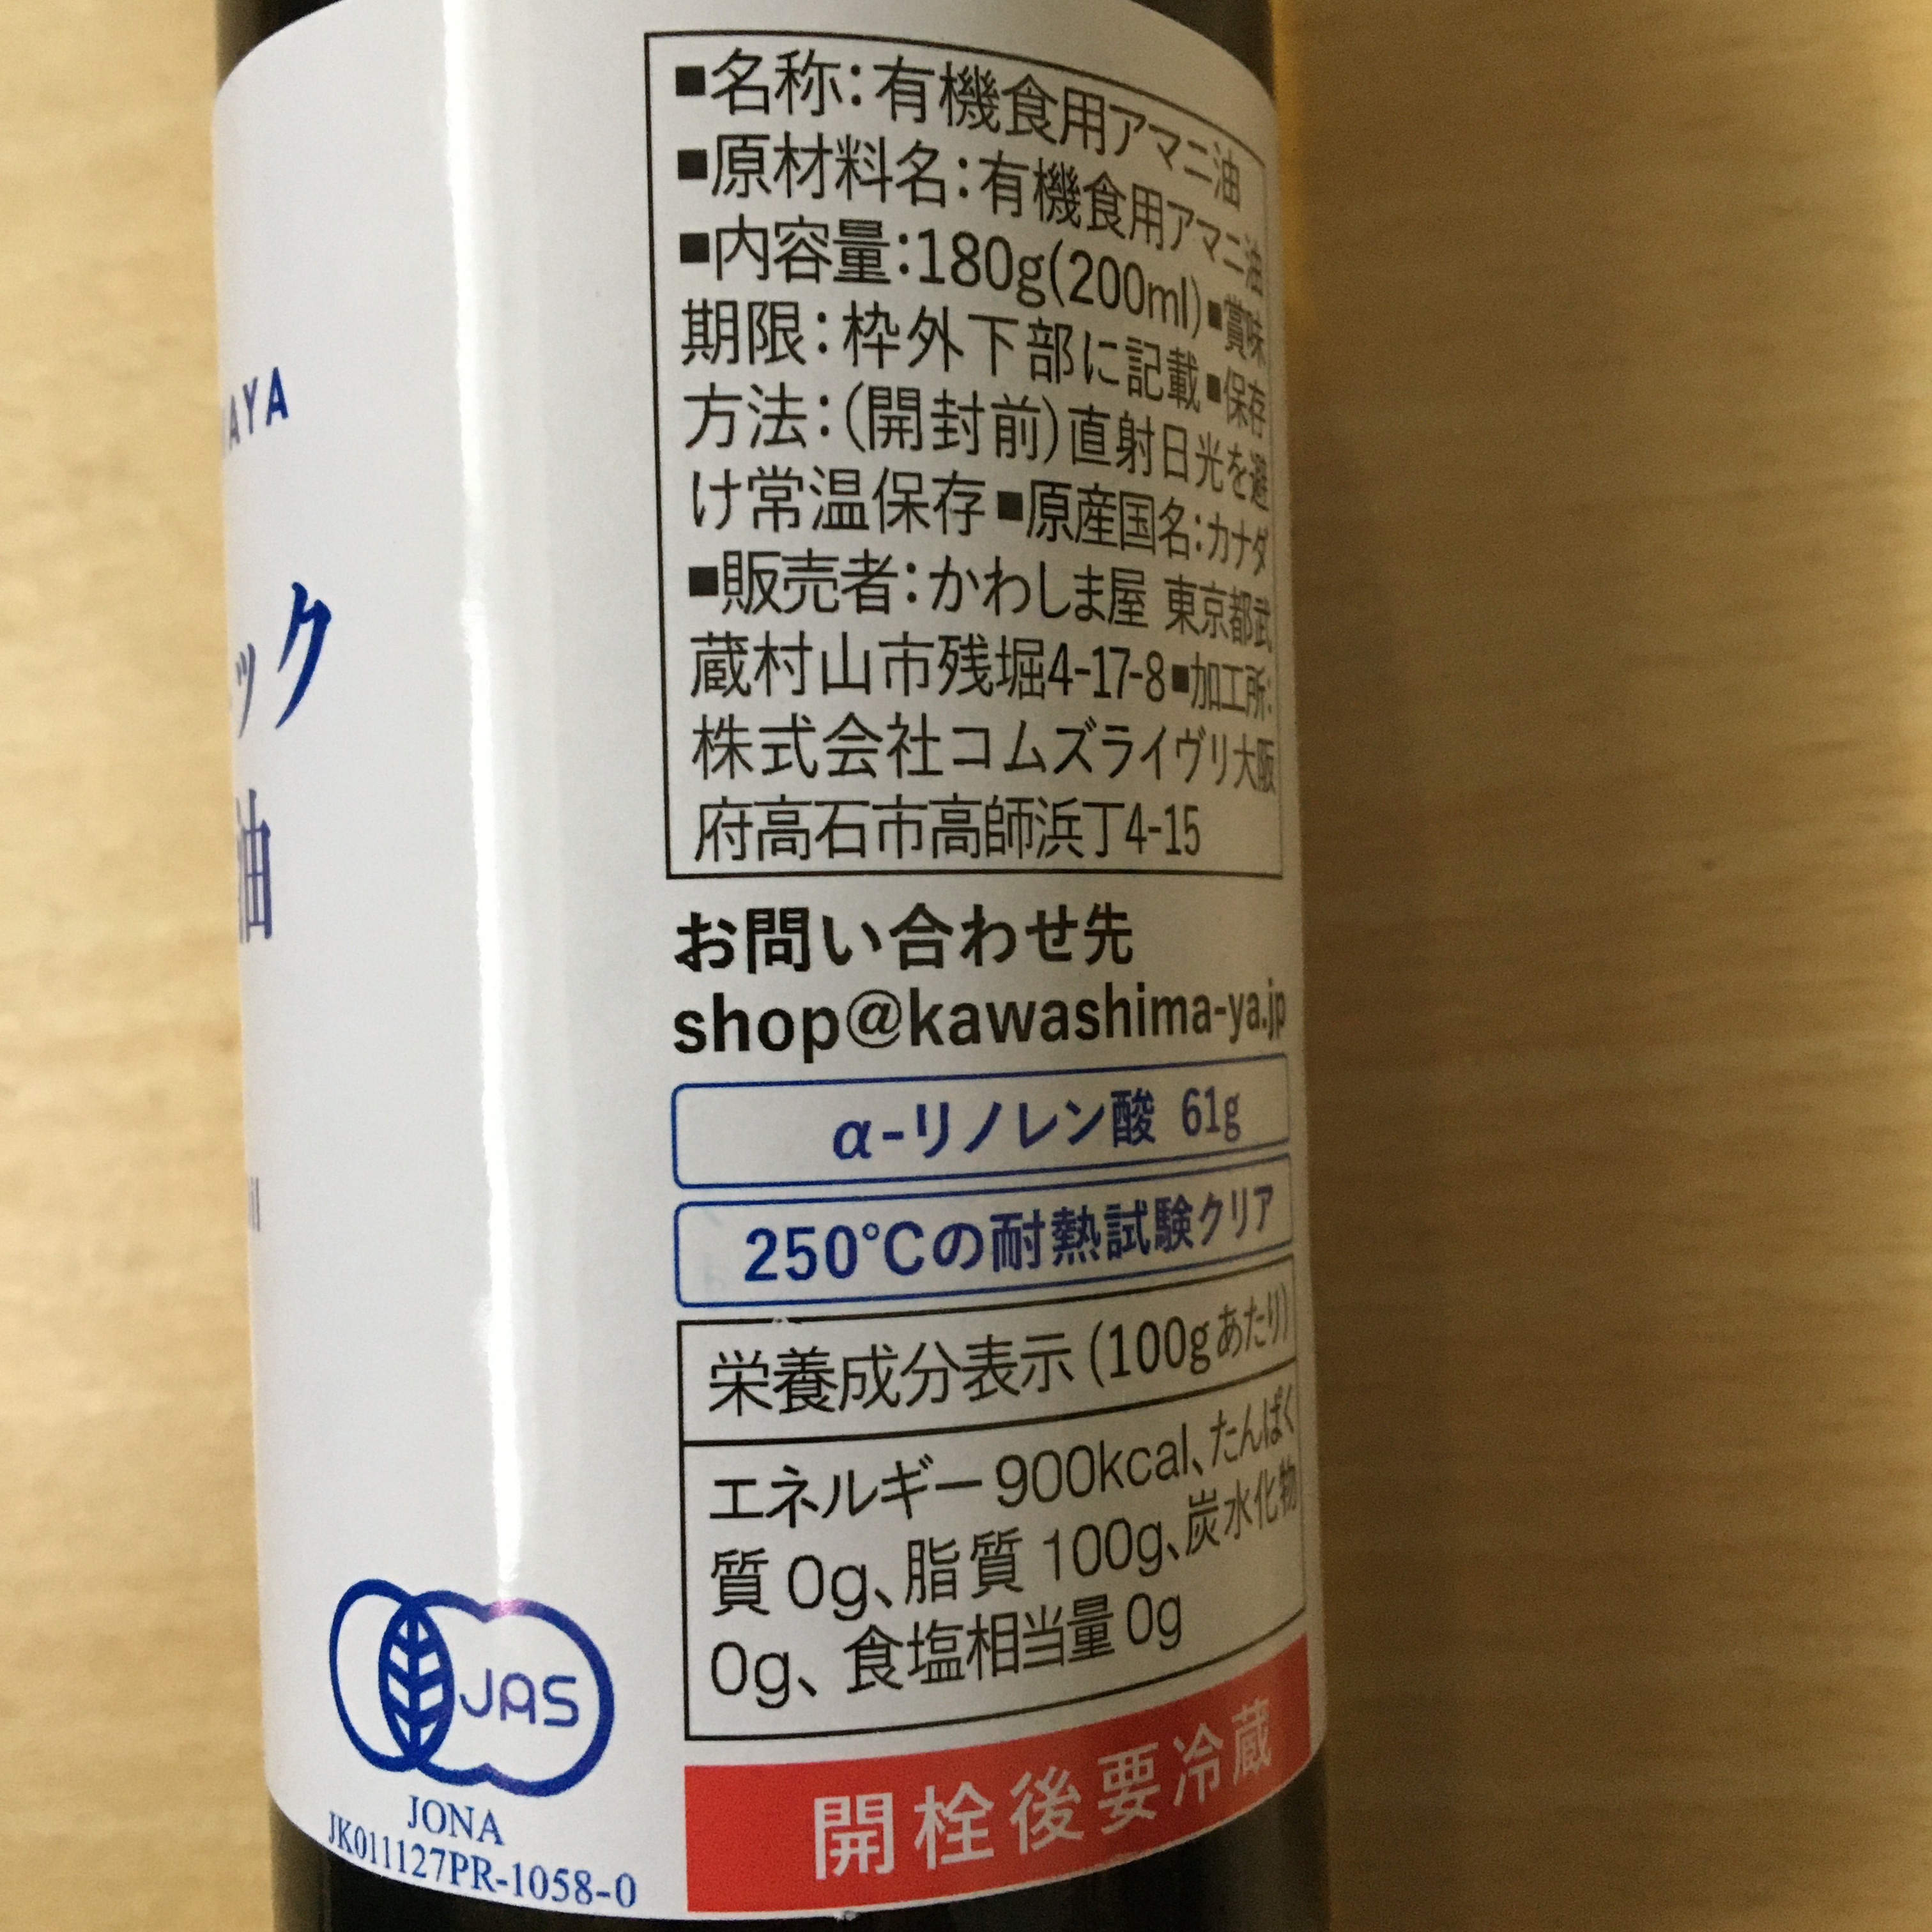 ■名称：有機食用アマニ油
■原材料名：有機食用アマニ油
■内容量：180g(200ml)■賞味
期限：枠外下部に記載■保存
方法：(開封前)直射日光を避
け常温保存■原産国名：カナダ
■販売者：かわしま屋 東京都武
蔵村山市残堀4-17-8■加工所：
株式会社コムズライヴリ大阪
府高石市高師浜丁4-15
お問い合わせ先
shop@kawashima-ya.jp
α-リノレン酸 61g
250℃の耐熱試験クリア
栄養成分表示(100gあたり)
エネルギー900kcal、たんぱく
質0g、脂質100g、炭水化物
0g、食塩相当量0g
開栓後要冷蔵
AYA
ック
油
il
JAS
JONA
JK011127PR-1058-0